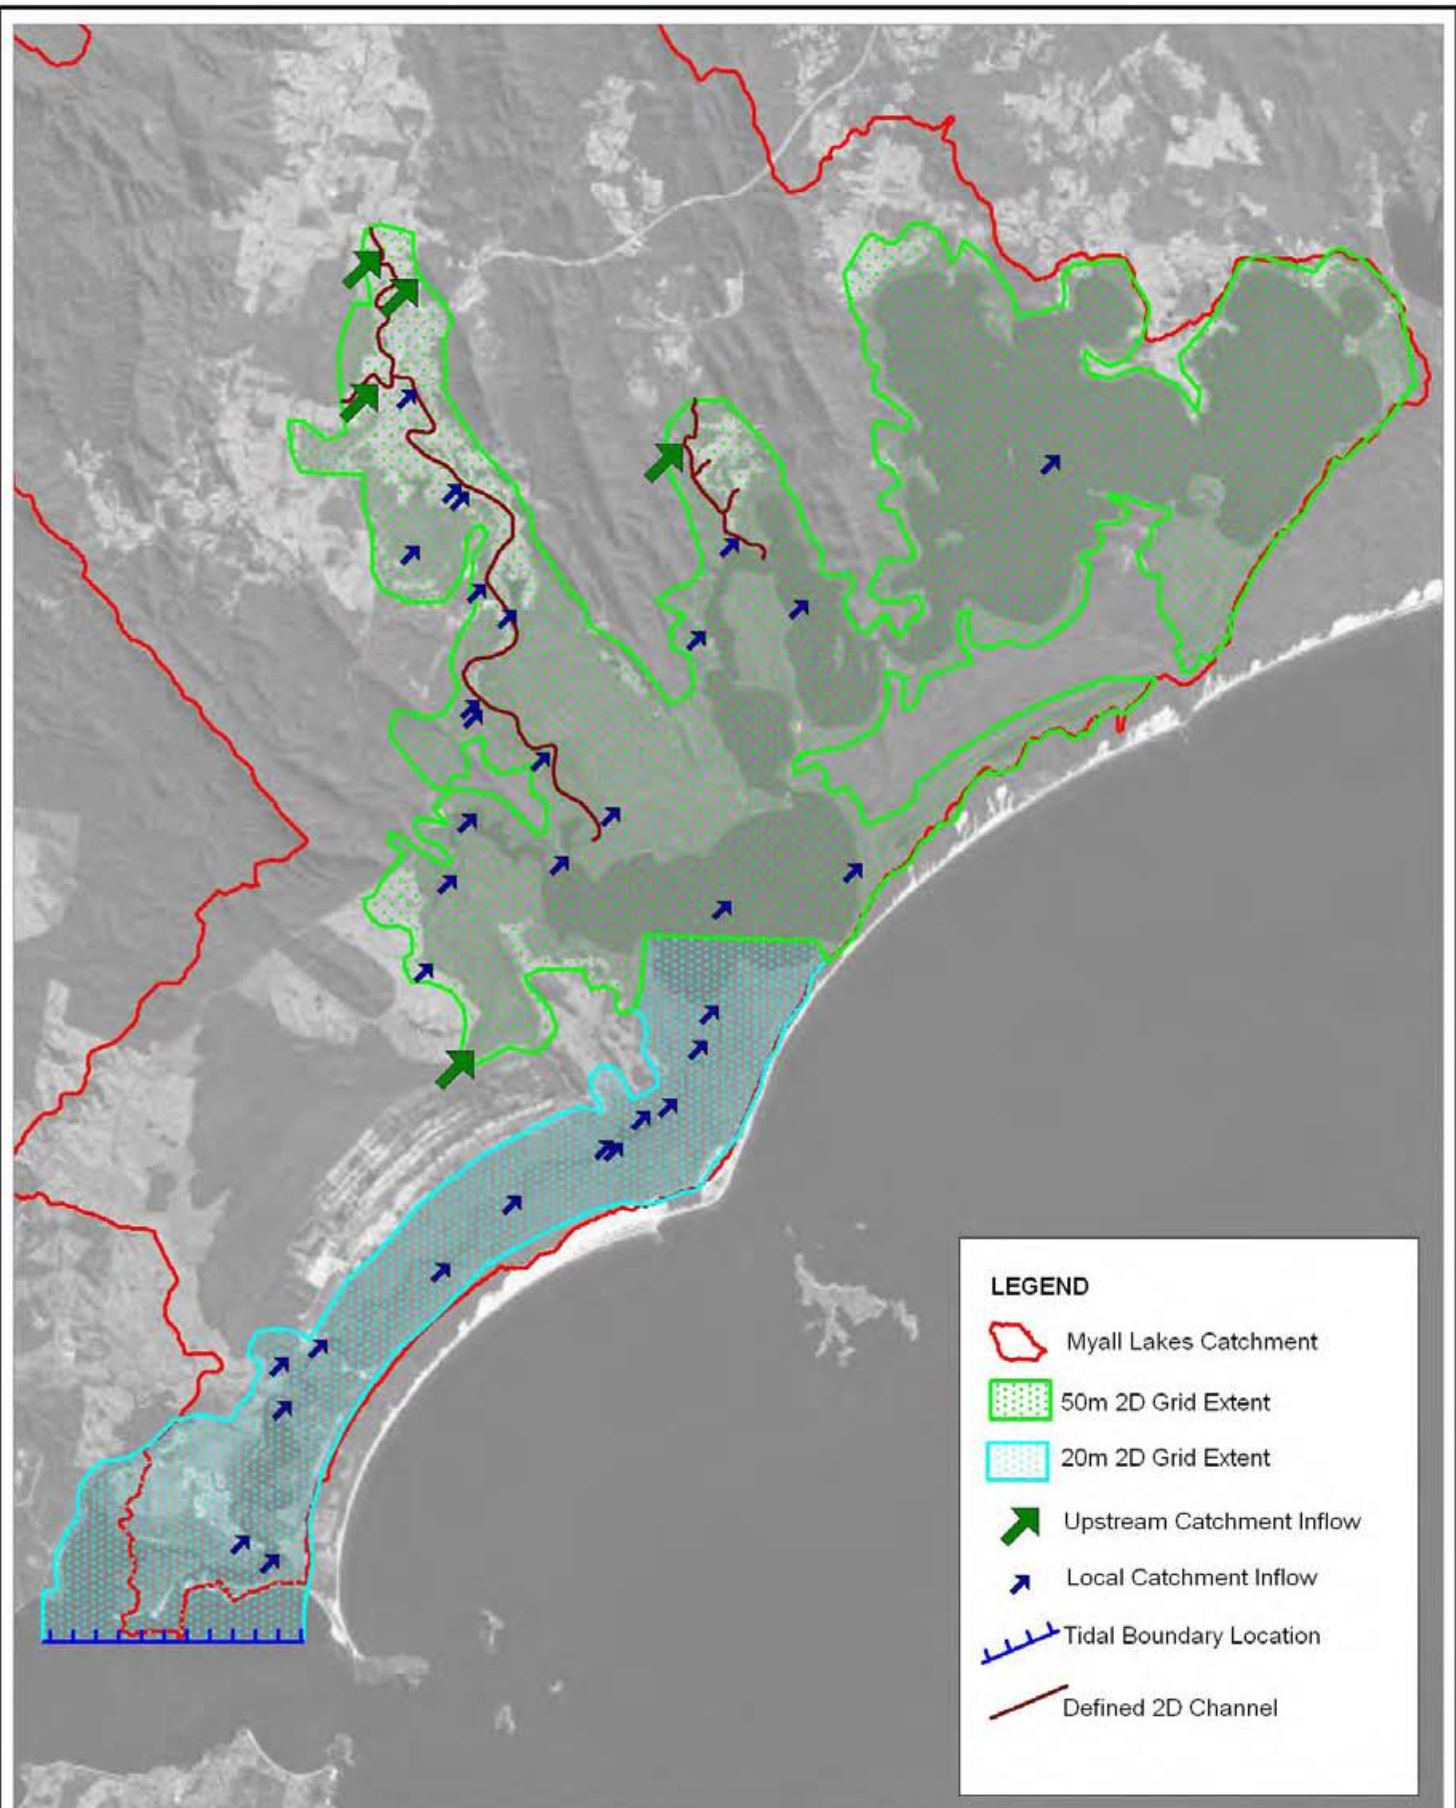 LEGEND
Myall Lakes Catchment
50m 2D Grid Extent
20m 2D Grid Extent
Upstream Catchment Inflow
Local Catchment Inflow
Tidal Boundary Location
Defined 2D Channel